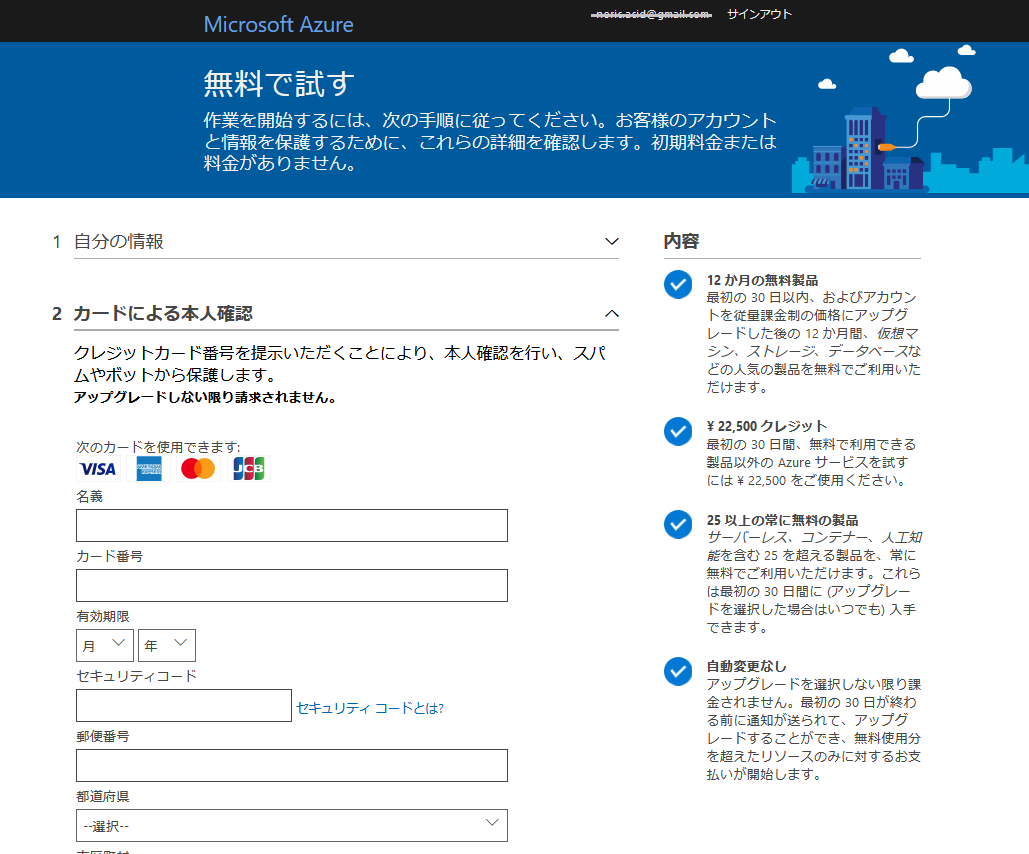 Microsoft Azure
サインアウト
無料で試す
作業を開始するには、次の手順に従ってください。お客様のアカウント
と情報を保護するために、これらの詳細を確認します。初期料金または
料金がありません。
1 自分の情報
2 カードによる本人確認
クレジットカード番号を提示いただくことにより、本人確認を行い、スパ
ムやボットから保護します。
アップグレードしない限り請求されません。
次のカードを使用できます:
VISA AMERICAN EXPRESS JCB
名義
カード番号
有効期限
月 年
セキュリティコード
セキュリティ コードとは?
郵便番号
都道府県
--選択--
内容
12 か月の無料製品
最初の 30 日以内、およびアカウン
トを従量課金制の価格にアップグ
レードした後の 12 か月間、仮想マ
シン、ストレージ、データベースな
どの人気の製品を無料でご利用いた
だけます。
¥ 22,500 クレジット
最初の 30 日間、無料で利用できる
製品以外の Azure サービスを試す
には ¥ 22,500 をご使用ください。
25 以上の常に無料の製品
サーバーレス、コンテナー、人工知
能を含む 25 を超える製品を、常に
無料でご利用いただけます。これら
は最初の 30 日間に (アップグレー
ドを選択した場合はいつでも) 入手
できます。
自動変更なし
アップグレードを選択しない限り課
金されません。最初の 30 日が終わ
る前に通知が送られて、アップグ
レードすることができ、無料使用分
を超えたリソースのみに対するお支
払いが開始します。